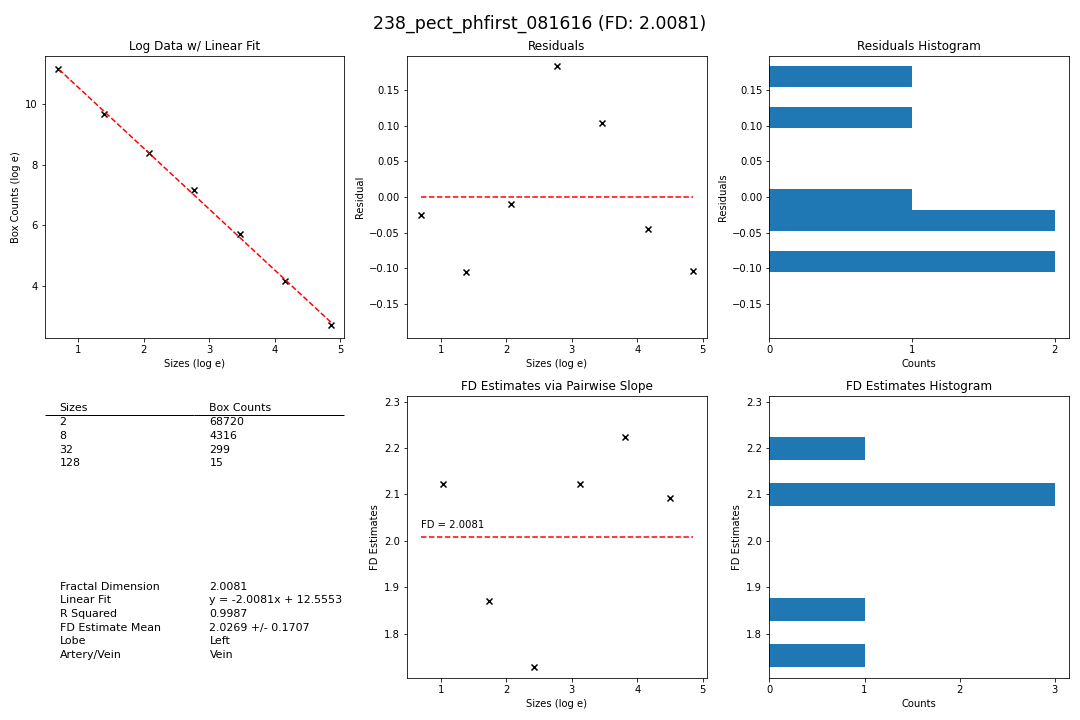 238_pect_phfirst_081616 (FD: 2.0081)
Log Data w/ Linear Fit
Box Counts (log e)
10
8
6
4
1 2 3 4 5
Sizes (log e)
Residuals
Residual
0.15
0.10
0.05
0.00
−0.05
−0.10
−0.15
1 2 3 4 5
Sizes (log e)
Residuals Histogram
Residuals
0.15
0.10
0.05
0.00
−0.05
−0.10
−0.15
0 1 2
Counts
Sizes Box Counts
2 68720
8 4316
32 299
128 15
Fractal Dimension 2.0081
Linear Fit y = -2.0081x + 12.5553
R Squared 0.9987
FD Estimate Mean 2.0269 +/- 0.1707
Lobe Left
Artery/Vein Vein
FD Estimates via Pairwise Slope
FD Estimates
2.3
2.2
2.1
2.0
1.9
1.8
FD = 2.0081
1 2 3 4 5
Sizes (log e)
FD Estimates Histogram
FD Estimates
2.3
2.2
2.1
2.0
1.9
1.8
0 1 2 3
Counts